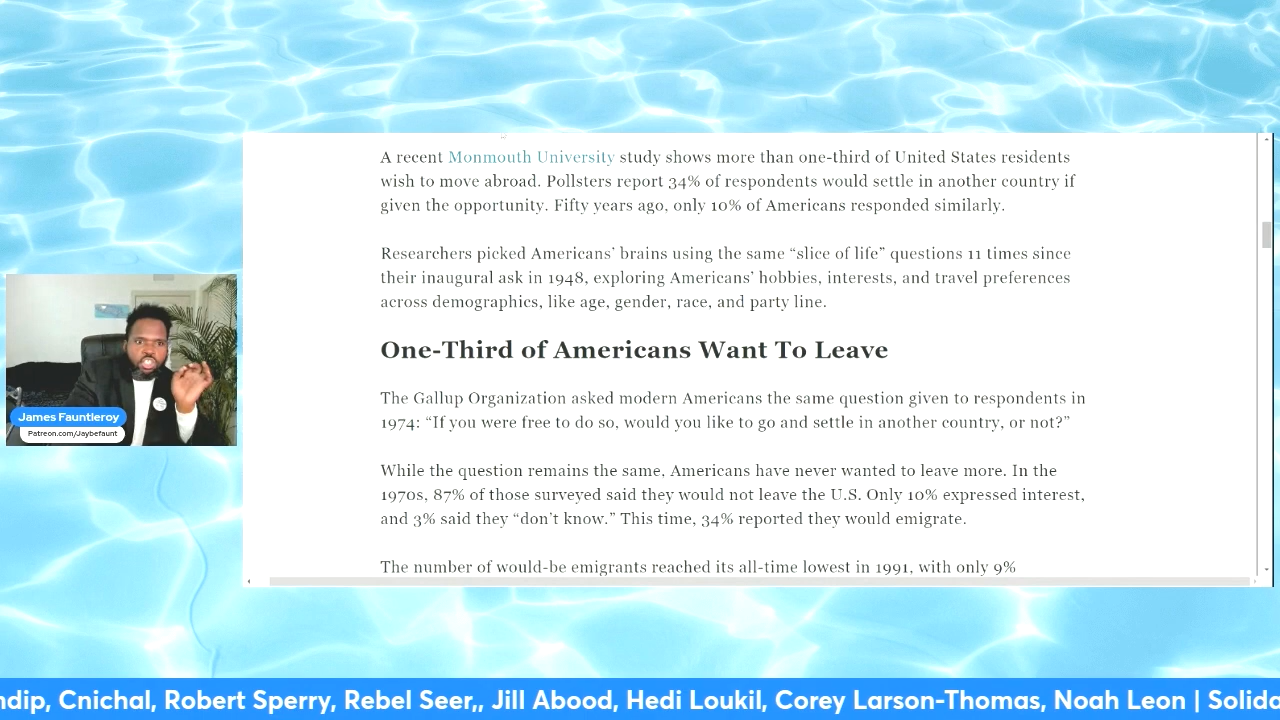 A recent Monmouth University study shows more than one-third of United States residents
wish to move abroad. Pollsters report 34% of respondents would settle in another country if
given the opportunity. Fifty years ago, only 10% of Americans responded similarly.
Researchers picked Americans’ brains using the same “slice of life” questions 11 times since
their inaugural ask in 1948, exploring Americans’ hobbies, interests, and travel preferences
across demographics, like age, gender, race, and party line.
One-Third of Americans Want To Leave
The Gallup Organization asked modern Americans the same question given to respondents in
1974: “If you were free to do so, would you like to go and settle in another country, or not?”
While the question remains the same, Americans have never wanted to leave more. In the
1970s, 87% of those surveyed said they would not leave the U.S. Only 10% expressed interest,
and 3% said they “don’t know.” This time, 34% reported they would emigrate.
The number of would-be emigrants reached its all-time lowest in 1991, with only 9%
James Fauntleroy
Patreon.com/Jaybefaunt
ndip, Cnichal, Robert Sperry, Rebel Seer,, Jill Abood, Hedi Loukil, Corey Larson-Thomas, Noah Leon | Solida